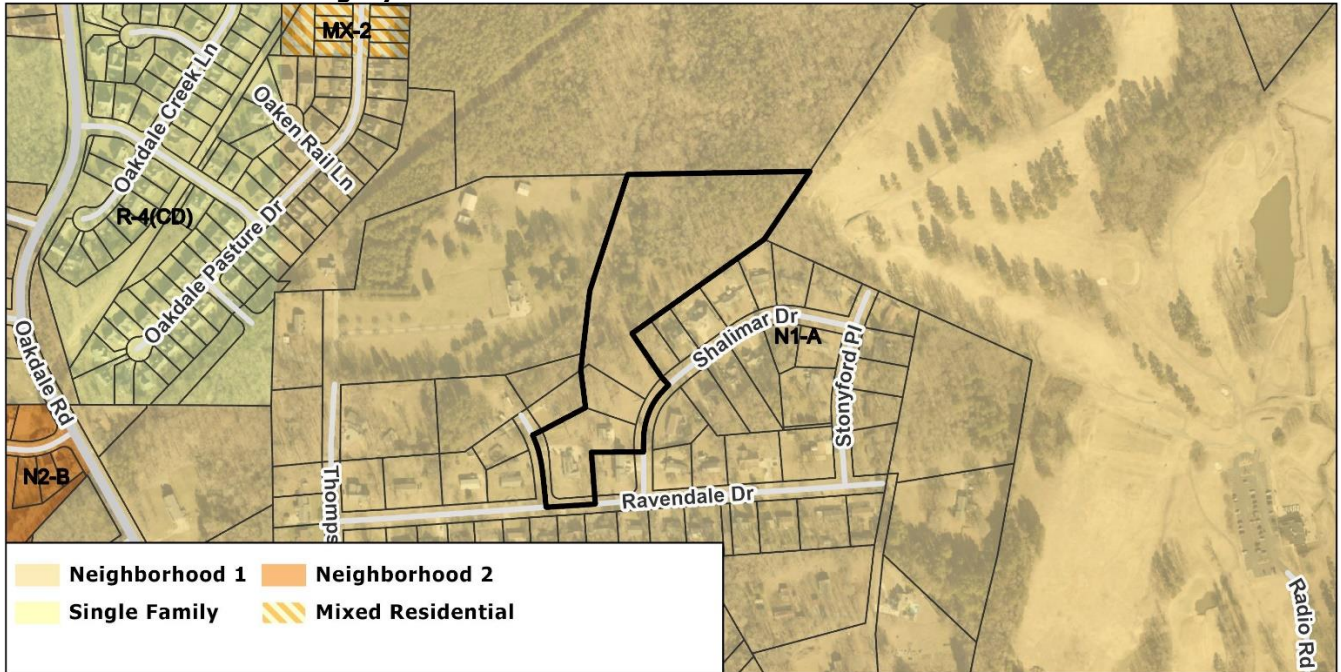 MX-2
Oakdale Creek Ln
Oaken Rail Ln
R-4(CD)
Oakdale Pasture Dr
Oakdale Rd
Shalimar Dr
N1-A
Stonyford Pl
N2-B
Thomps
Ravendale Dr
Radio Rd
Neighborhood 1
Neighborhood 2
Single Family
Mixed Residential